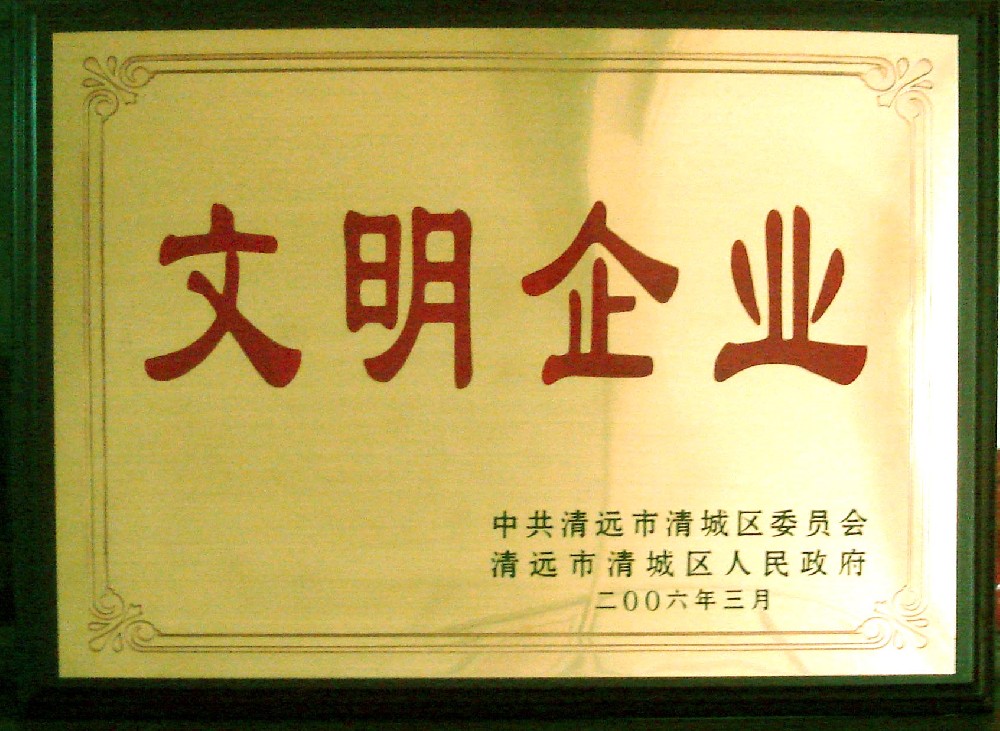 文明企业
中共清远市清城区委员会
清远市清城区人民政府
二00六年三月